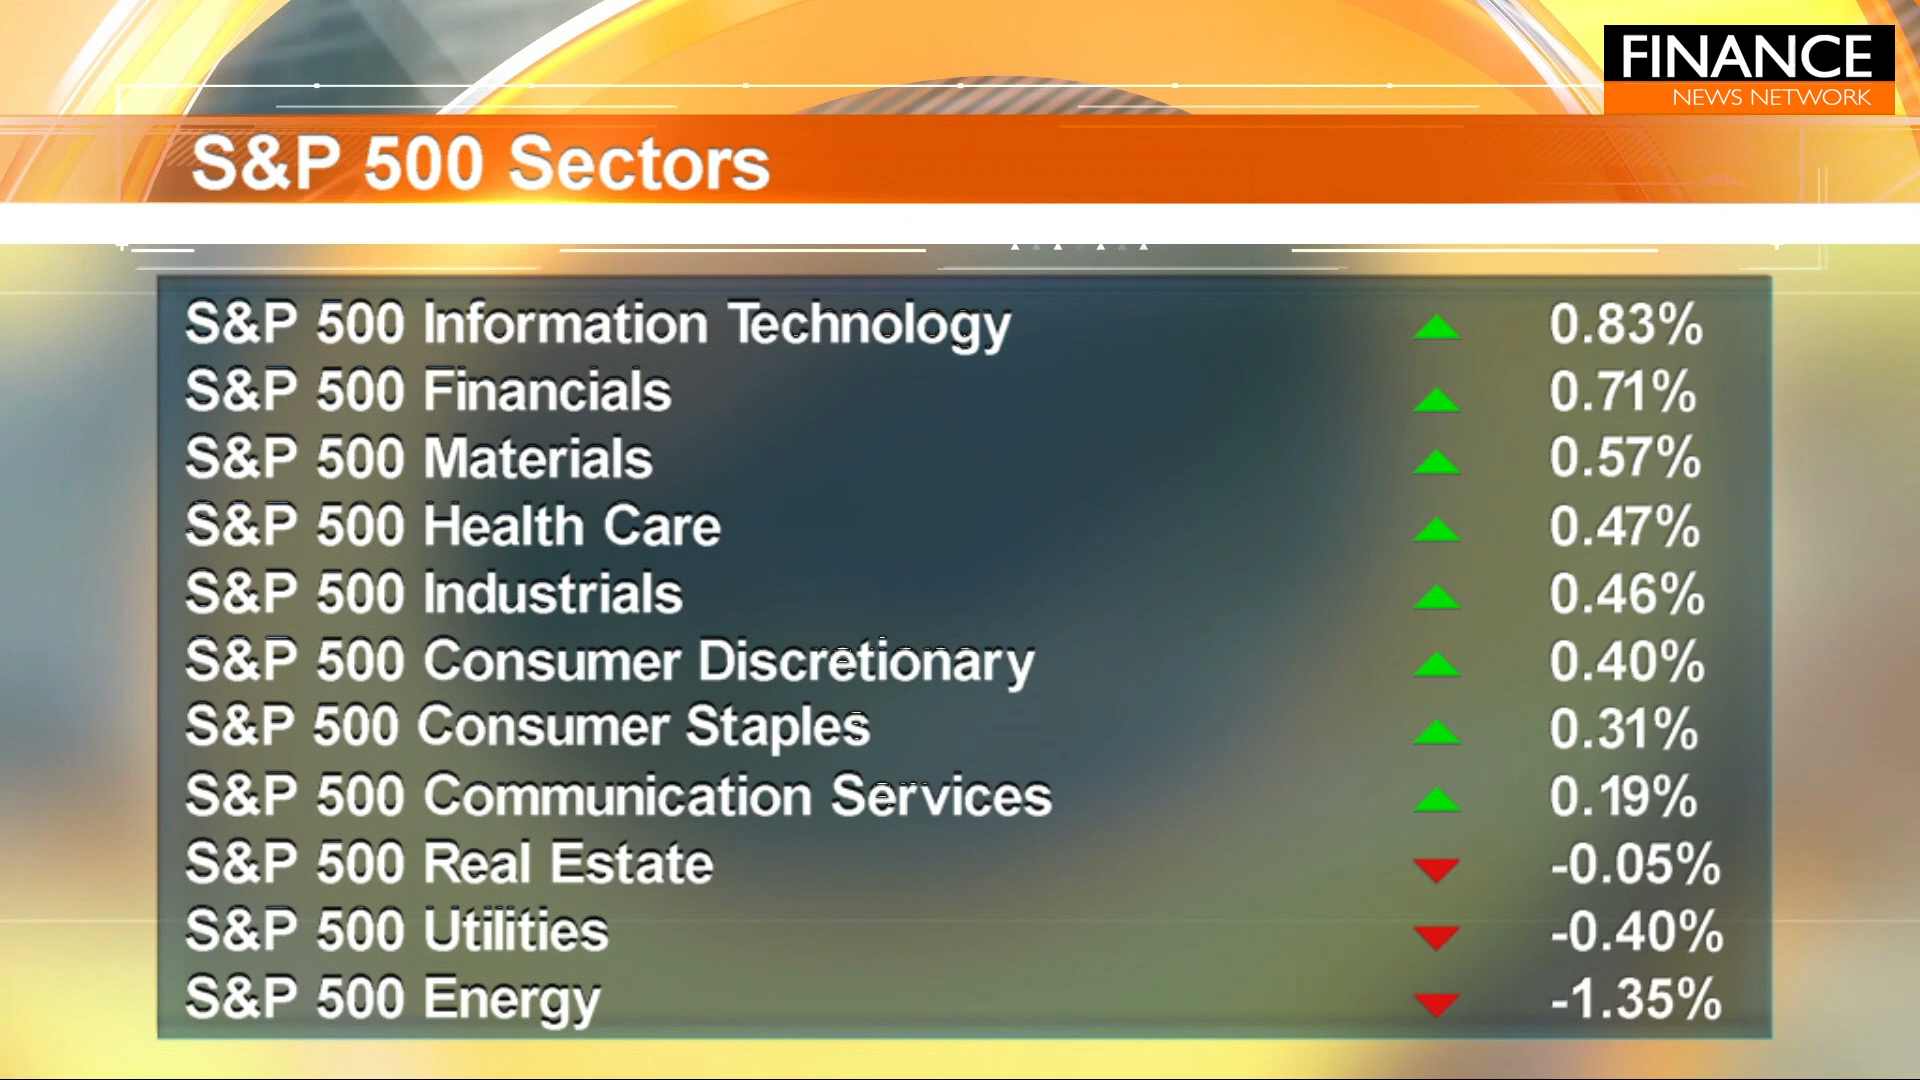 FINANCE
NEWS NETWORK
S&P 500 Sectors
S&P 500 Information Technology 0.83%
S&P 500 Financials 0.71%
S&P 500 Materials 0.57%
S&P 500 Health Care 0.47%
S&P 500 Industrials 0.46%
S&P 500 Consumer Discretionary 0.40%
S&P 500 Consumer Staples 0.31%
S&P 500 Communication Services 0.19%
S&P 500 Real Estate -0.05%
S&P 500 Utilities -0.40%
S&P 500 Energy -1.35%